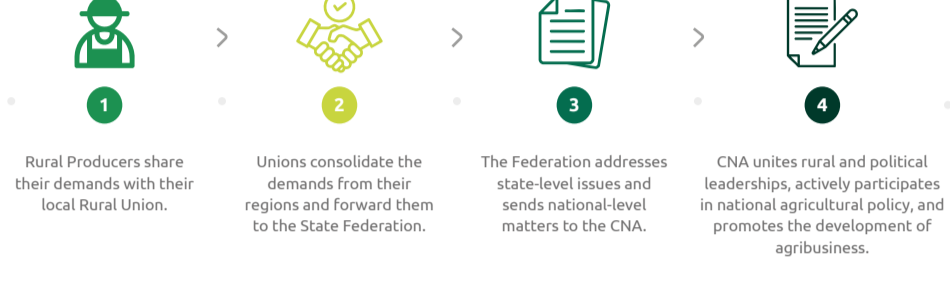 1
Rural Producers share
their demands with their
local Rural Union.
2
Unions consolidate the
demands from their
regions and forward them
to the State Federation.
3
The Federation addresses
state-level issues and
sends national-level
matters to the CNA.
4
CNA unites rural and political
leaderships, actively participates
in national agricultural policy, and
promotes the development of
agribusiness.